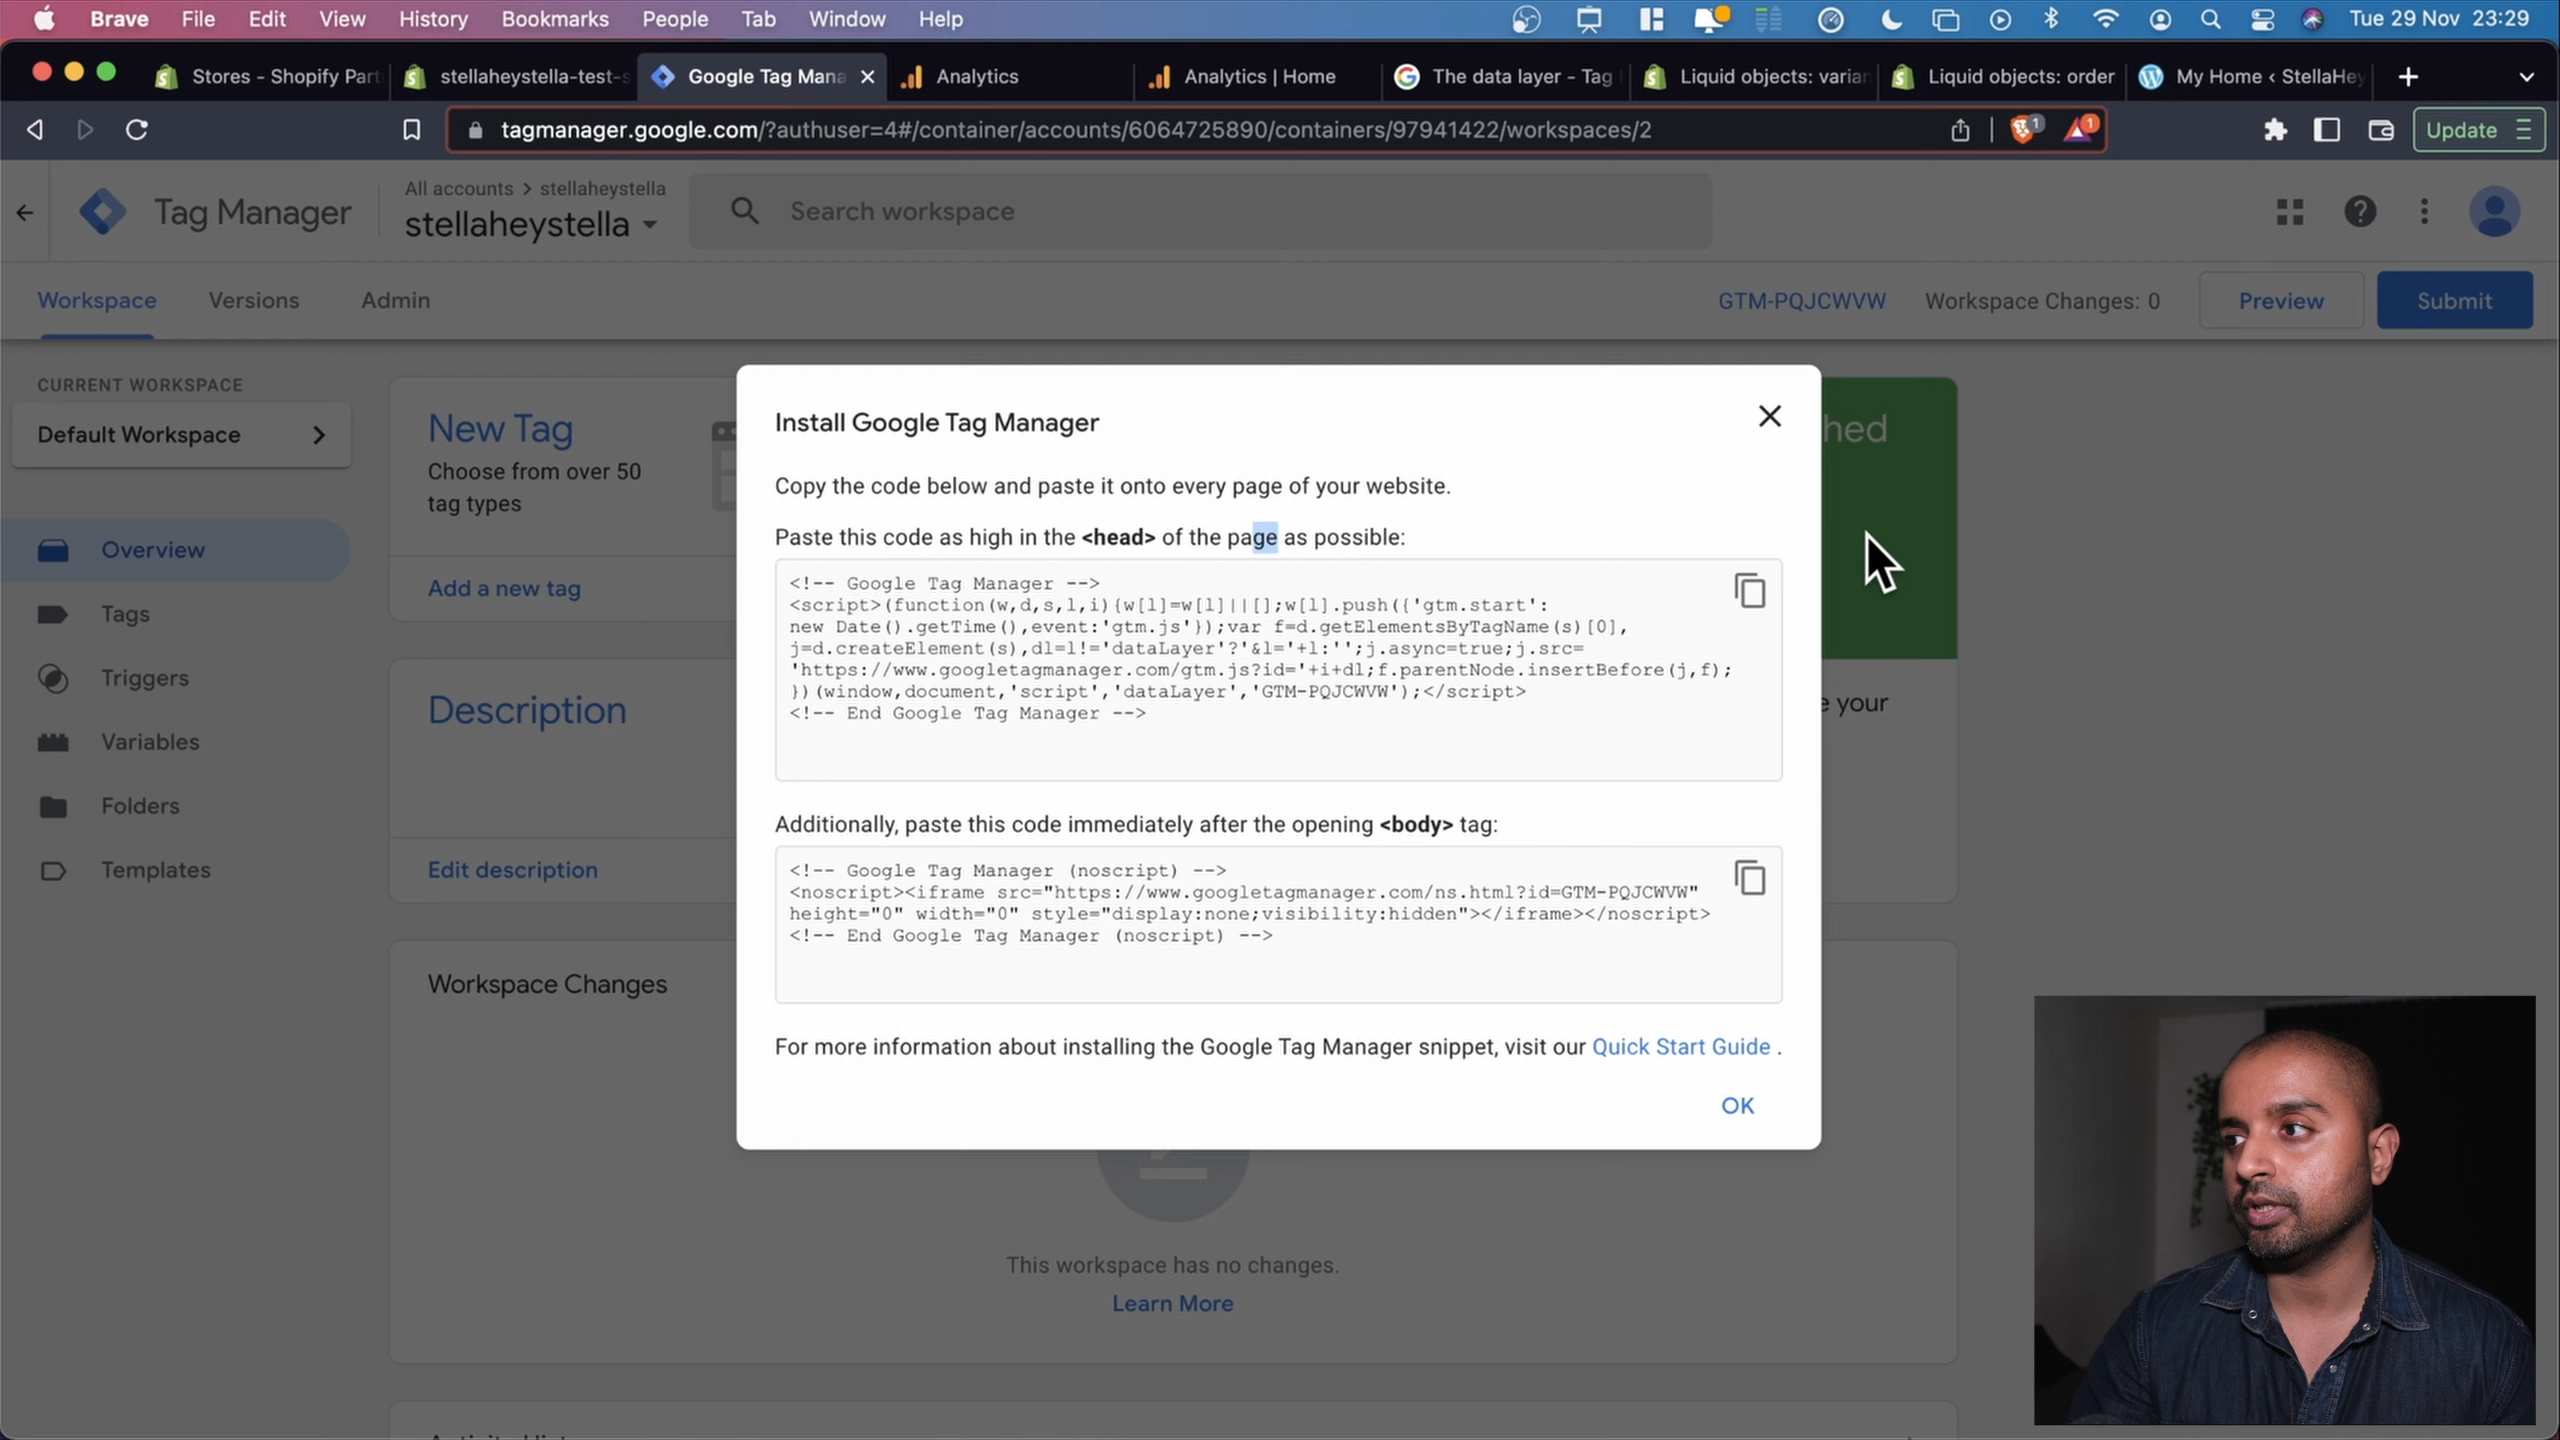 Brave File Edit View History Bookmarks People Tab Window Help Tue 29 Nov 23:29
Stores - Shopify Part stellaheystella-test-s Google Tag Mana Analytics Analytics | Home The data layer - Tag Liquid objects: varian Liquid objects: order My Home ‹ StellaHey
tagmanager.google.com/?authuser=4#/container/accounts/6064725890/containers/97941422/workspaces/2 1 1 Update
Tag Manager
All accounts > stellaheystella
stellaheystella
Search workspace
Workspace Versions Admin GTM-PQJCWVW Workspace Changes: 0 Preview Submit
CURRENT WORKSPACE
Default Workspace
Overview
Tags
Triggers
Variables
Folders
Templates
New Tag
Choose from over 50
tag types
Add a new tag
Description
Edit description
hed
e your
Install Google Tag Manager
Copy the code below and paste it onto every page of your website.
Paste this code as high in the <head> of the page as possible:
<!-- Google Tag Manager -->
<script>(function(w,d,s,l,i){w[l]=w[l]||[];w[l].push({'gtm.start':
new Date().getTime(),event:'gtm.js'});var f=d.getElementsByTagName(s)[0],
j=d.createElement(s),dl=l!='dataLayer'?'&l='+l:'';j.async=true;j.src=
'https://www.googletagmanager.com/gtm.js?id='+i+dl;f.parentNode.insertBefore(j,f);
})(window,document,'script','dataLayer','GTM-PQJCWVW');</script>
<!-- End Google Tag Manager -->
Additionally, paste this code immediately after the opening <body> tag:
<!-- Google Tag Manager (noscript) -->
<noscript><iframe src="https://www.googletagmanager.com/ns.html?id=GTM-PQJCWVW"
height="0" width="0" style="display:none;visibility:hidden"></iframe></noscript>
<!-- End Google Tag Manager (noscript) -->
For more information about installing the Google Tag Manager snippet, visit our Quick Start Guide .
OK
Workspace Changes
This workspace has no changes.
Learn More